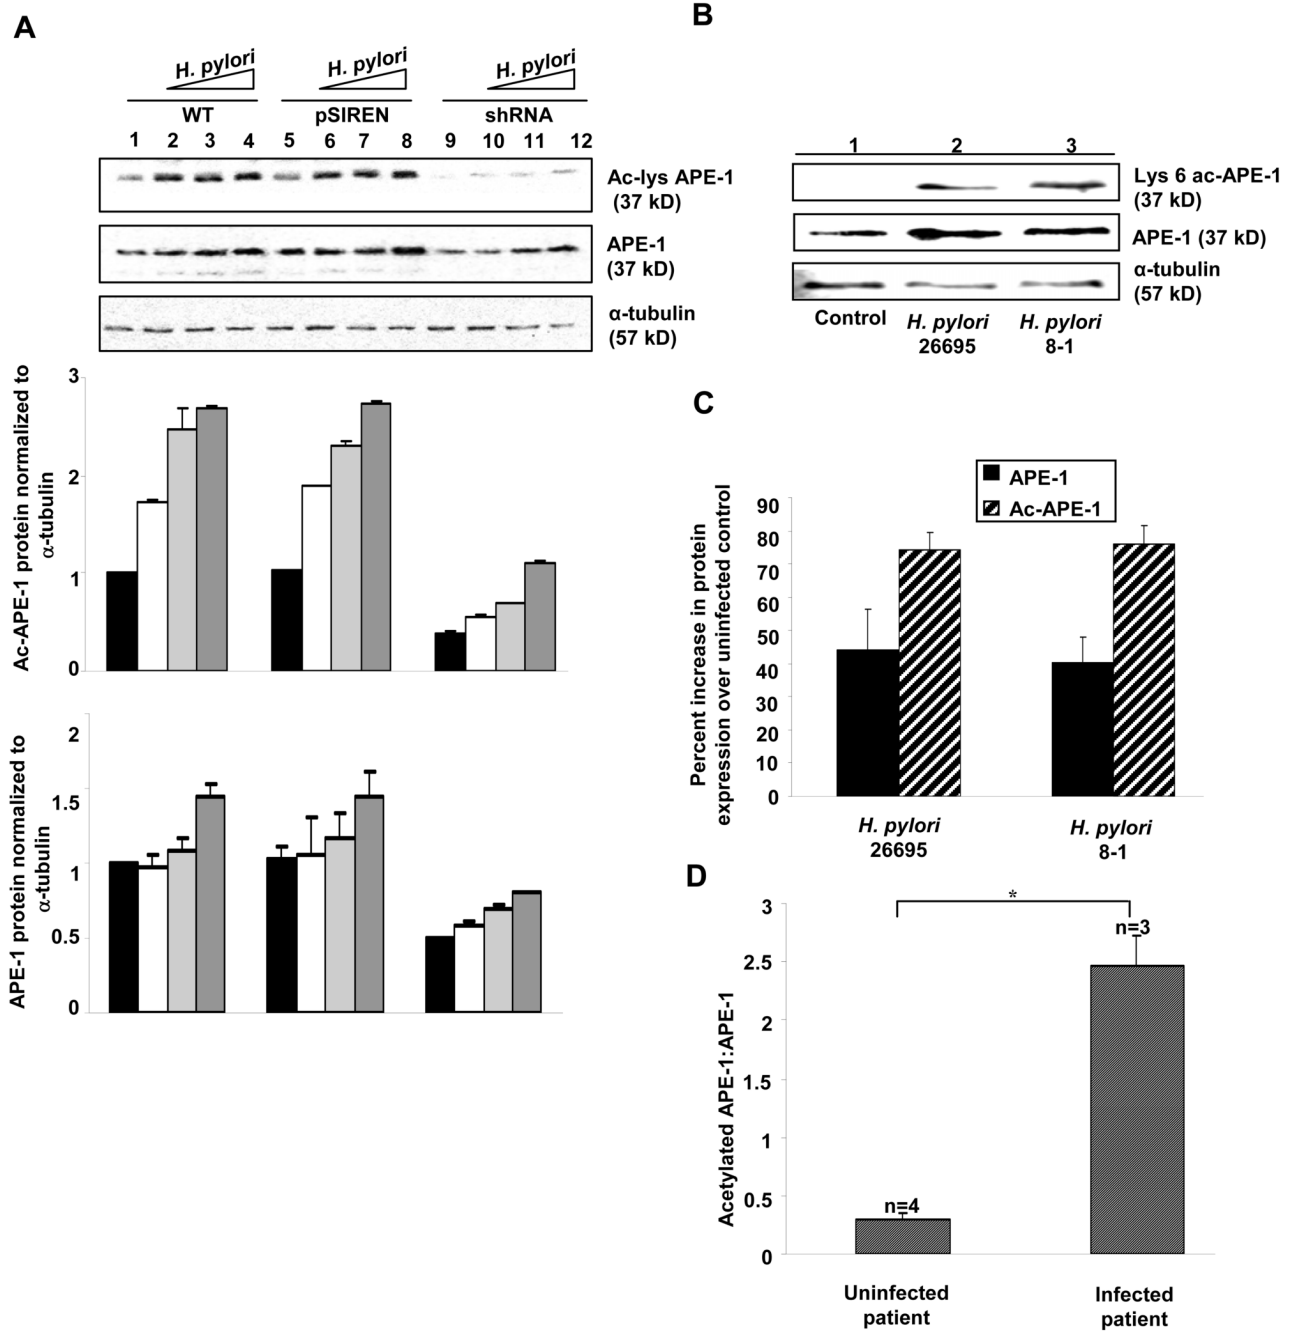 A
H. pylori H. pylori H. pylori
WT pSIREN shRNA
1 2 3 4 5 6 7 8 9 10 11 12
Ac-lys APE-1
(37 kD)
APE-1
(37 kD)
α-tubulin
(57 kD)
Ac-APE-1 protein normalized to
α-tubulin
3
2
1
0
APE-1 protein normalized to
α-tubulin
2
1.5
1
0.5
0
B
1 2 3
Lys 6 ac-APE-1
(37 kD)
APE-1 (37 kD)
α-tubulin
(57 kD)
Control H. pylori H. pylori
26695 8-1
C
APE-1
Ac-APE-1
Percent increase in protein
expression over uninfected control
90
80
70
60
50
40
30
20
10
0
H. pylori H. pylori
26695 8-1
D
Acetylated APE-1:APE-1
3
2.5
2
1.5
1
0.5
0
*
n=3
n=4
Uninfected Infected
patient patient